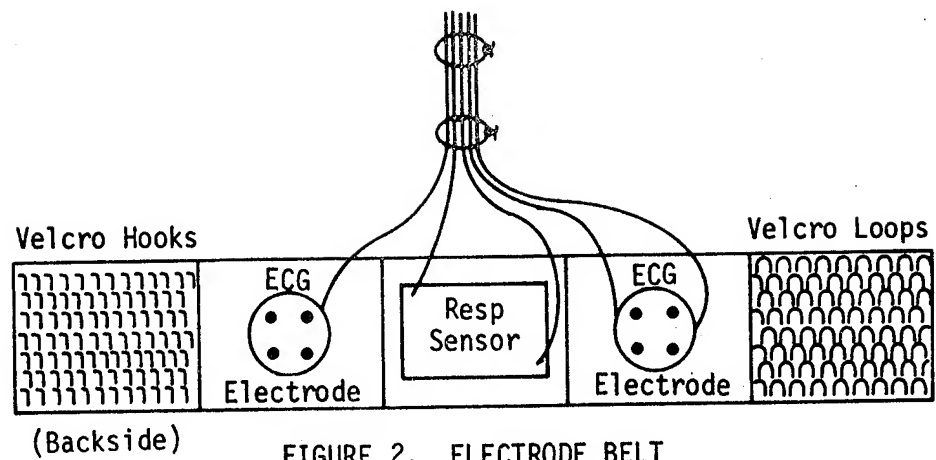 Velcro Hooks
Velcro Loops
ECG
Electrode
Resp
Sensor
ECG
Electrode
(Backside)
FIGURE 2. ELECTRODE BELT